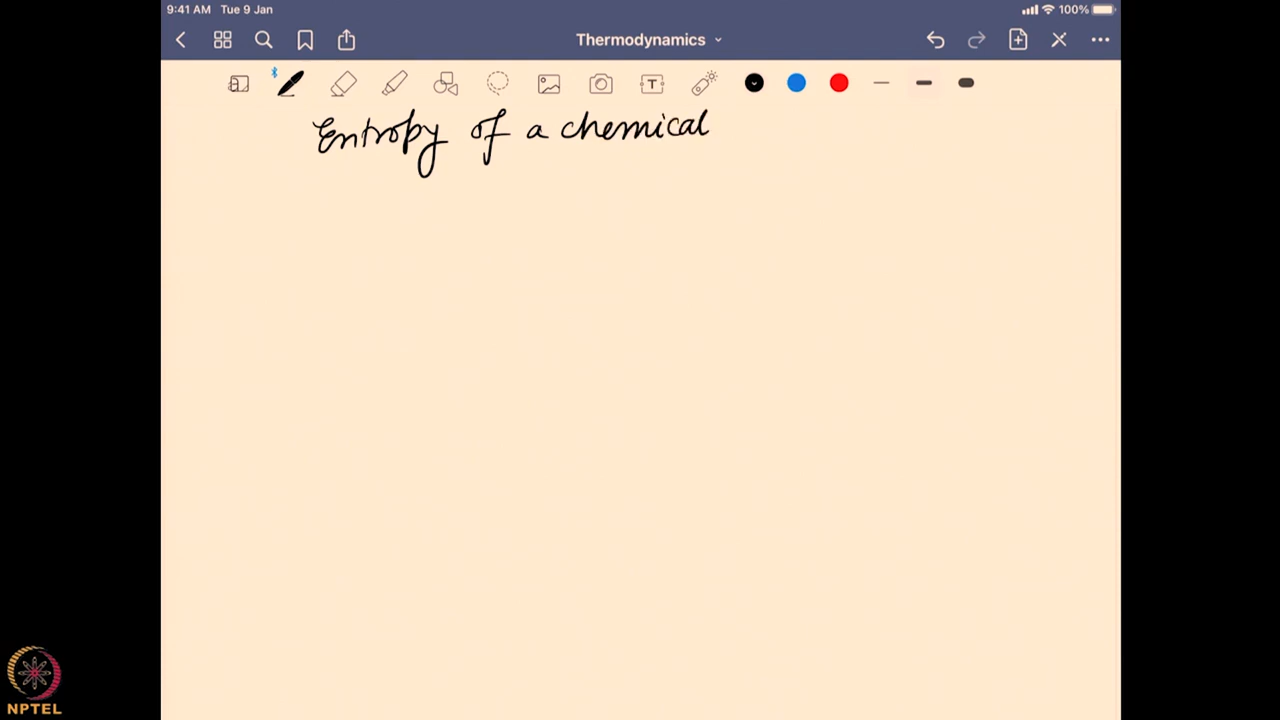 9:41 AM Tue 9 Jan
100%
Thermodynamics
T
Entropy of a chemical
NPTEL